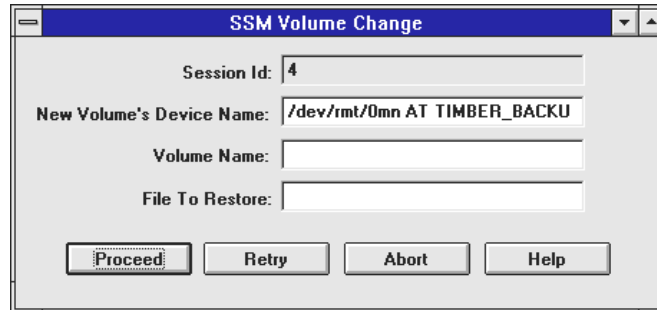 SSM Volume Change
Session Id: 4
New Volume's Device Name: /dev/rmt/0mn AT TIMBER_BACKU
Volume Name:
File To Restore:
Proceed Retry Abort Help